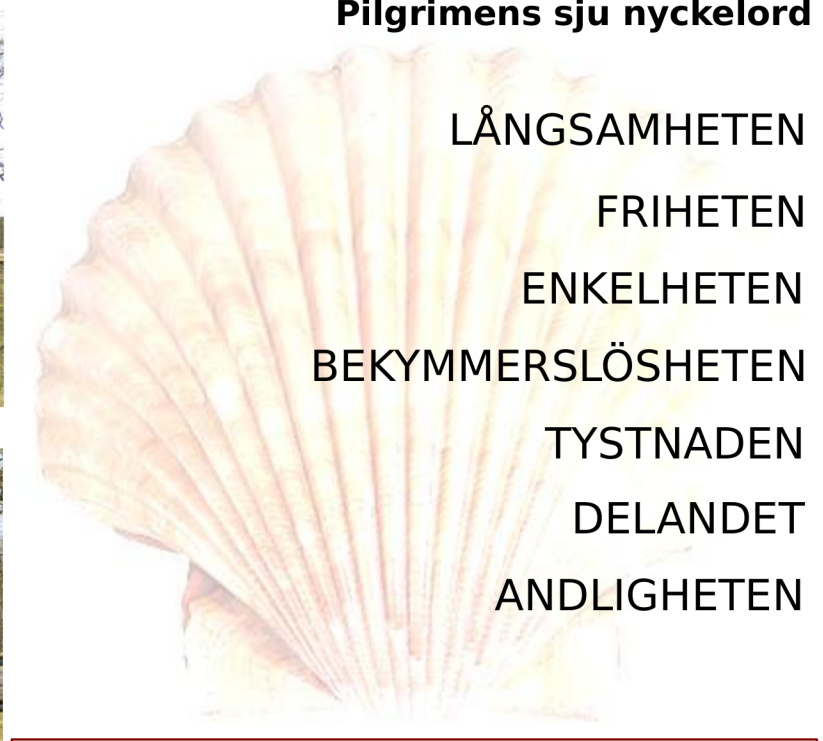 Pilgrimens sju nyckelord
LÅNGSAMHETEN
FRIHETEN
ENKELHETEN
BEKYMMERSLÖSHETEN
TYSTNADEN
DELANDET
ANDLIGHETEN